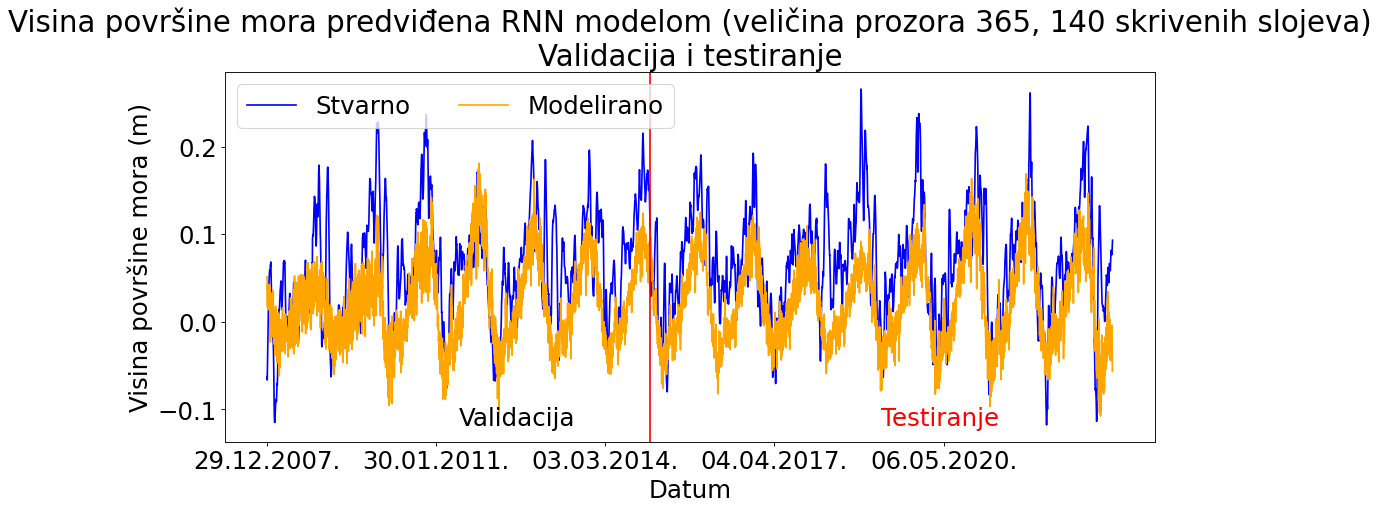 Visina površine mora predviđena RNN modelom (veličina prozora 365, 140 skrivenih slojeva)
Validacija i testiranje
Stvarno Modelirano
Visina površine mora (m)
0.2
0.1
0.0
−0.1
Validacija
Testiranje
29.12.2007. 30.01.2011. 03.03.2014. 04.04.2017. 06.05.2020.
Datum